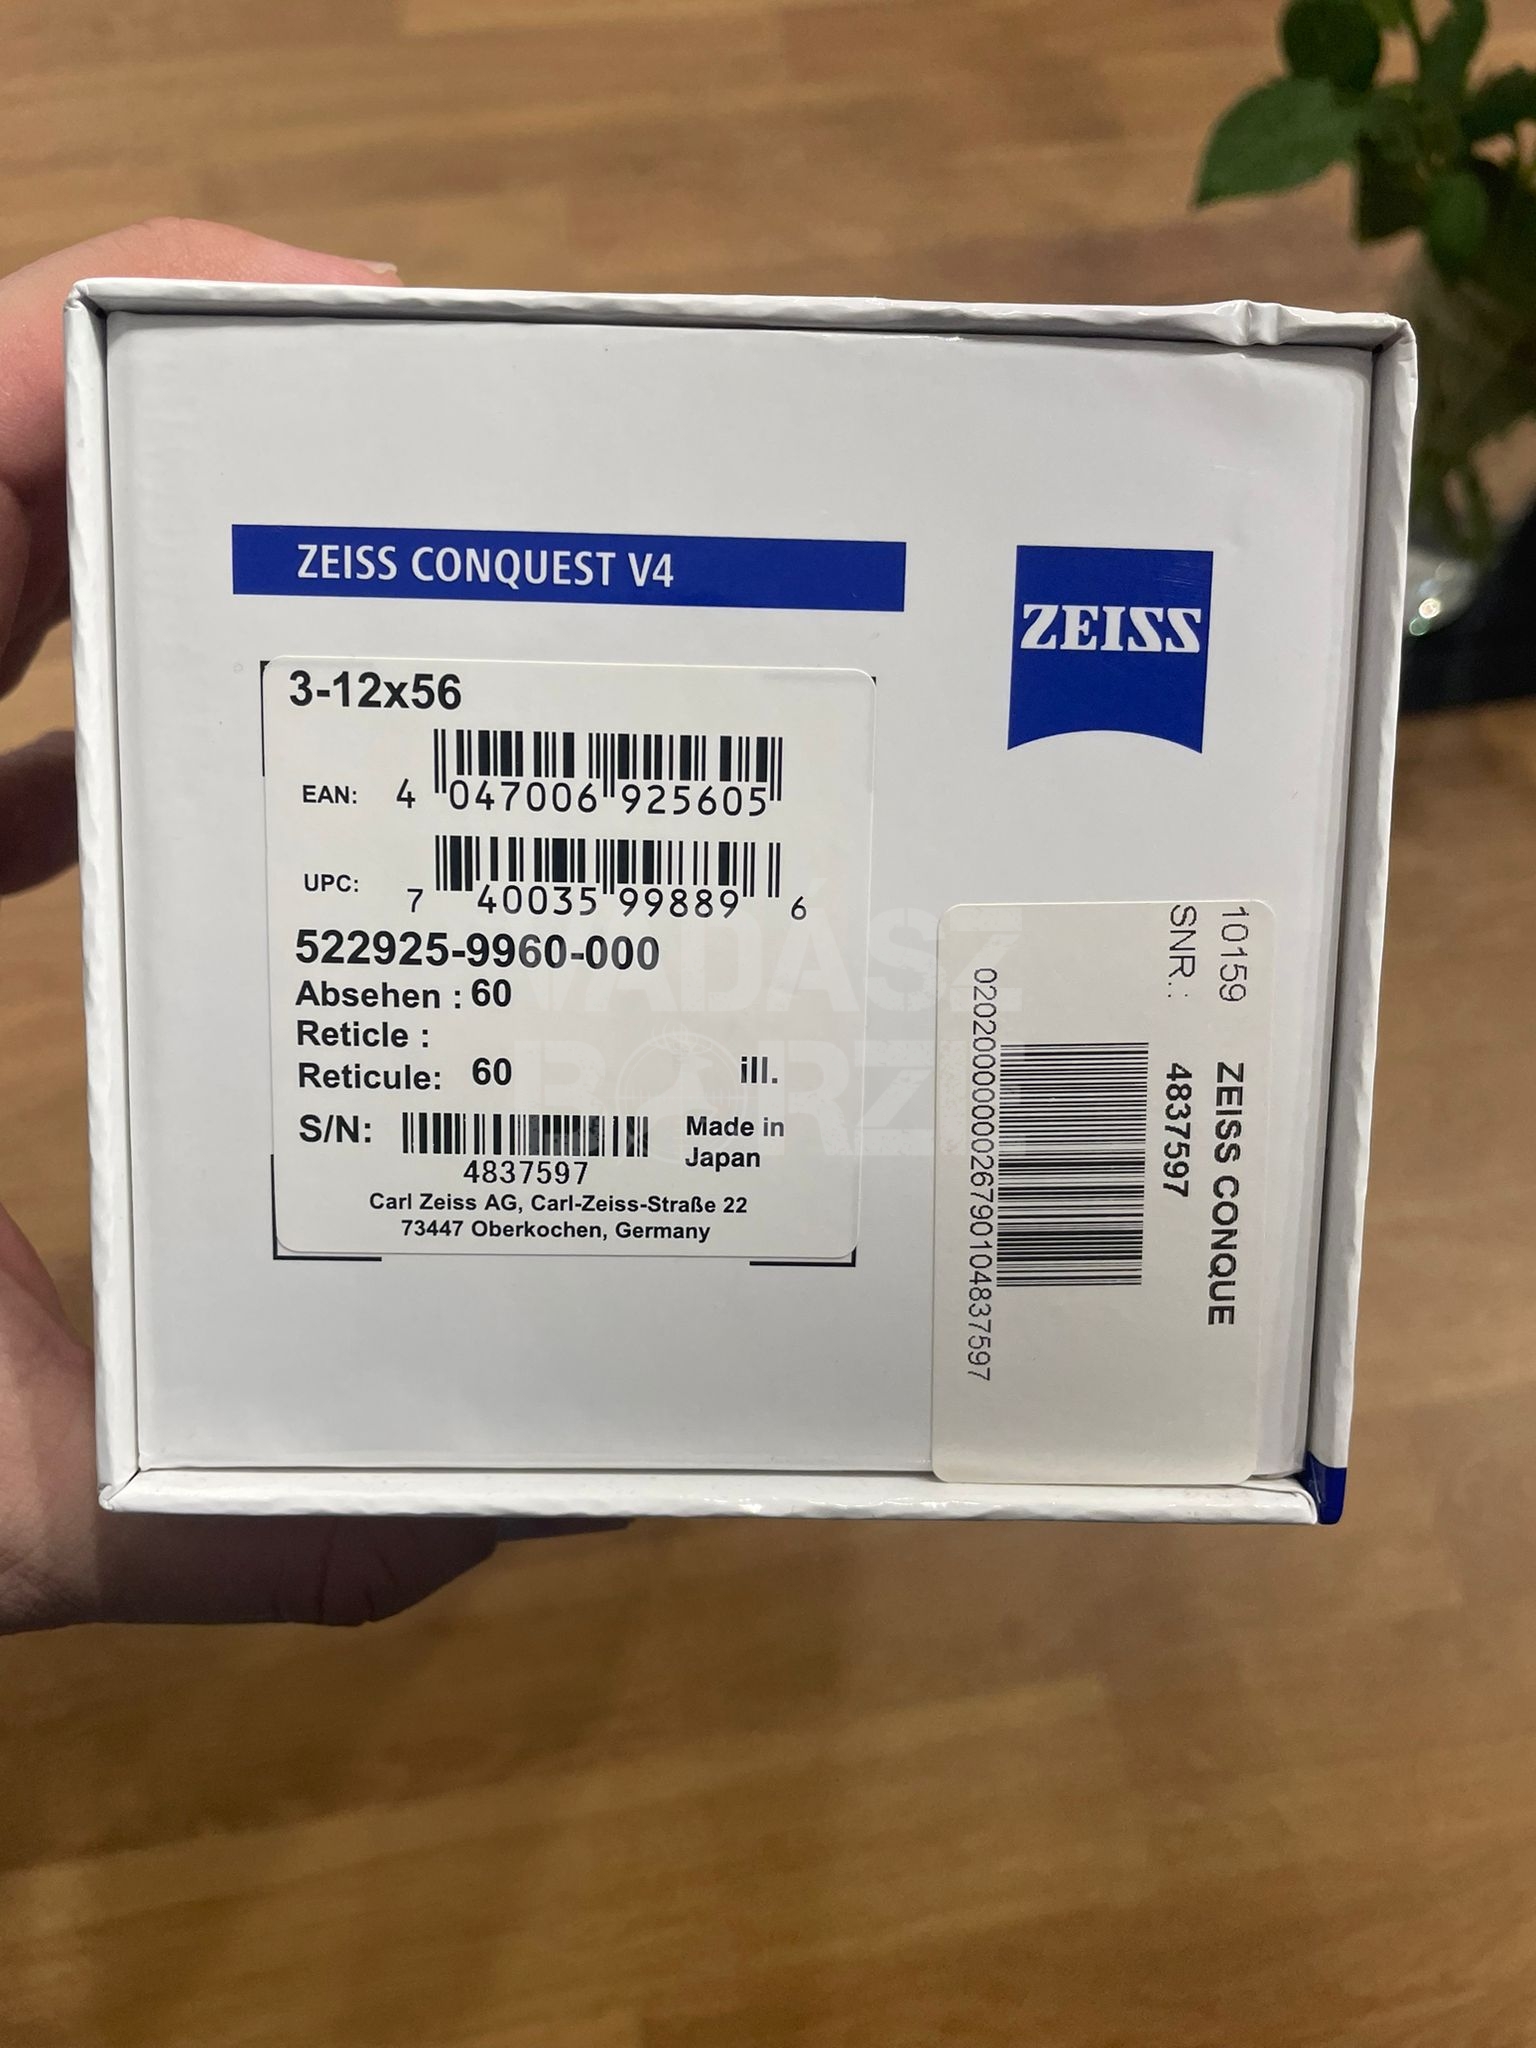 ZEISS CONQUEST V4
ZEISS
3-12x56
EAN: 4 047006 925605
UPC: 7 40035 99889 6
522925-9960-000
Absehen : 60
Reticle :
Reticule: 60 ill.
S/N: 4837597
Made in
Japan
Carl Zeiss AG, Carl-Zeiss-Straße 22
73447 Oberkochen, Germany
10159 ZEISS CONQUE
SNR.: 4837597
VADÁSZ
BÖRZE